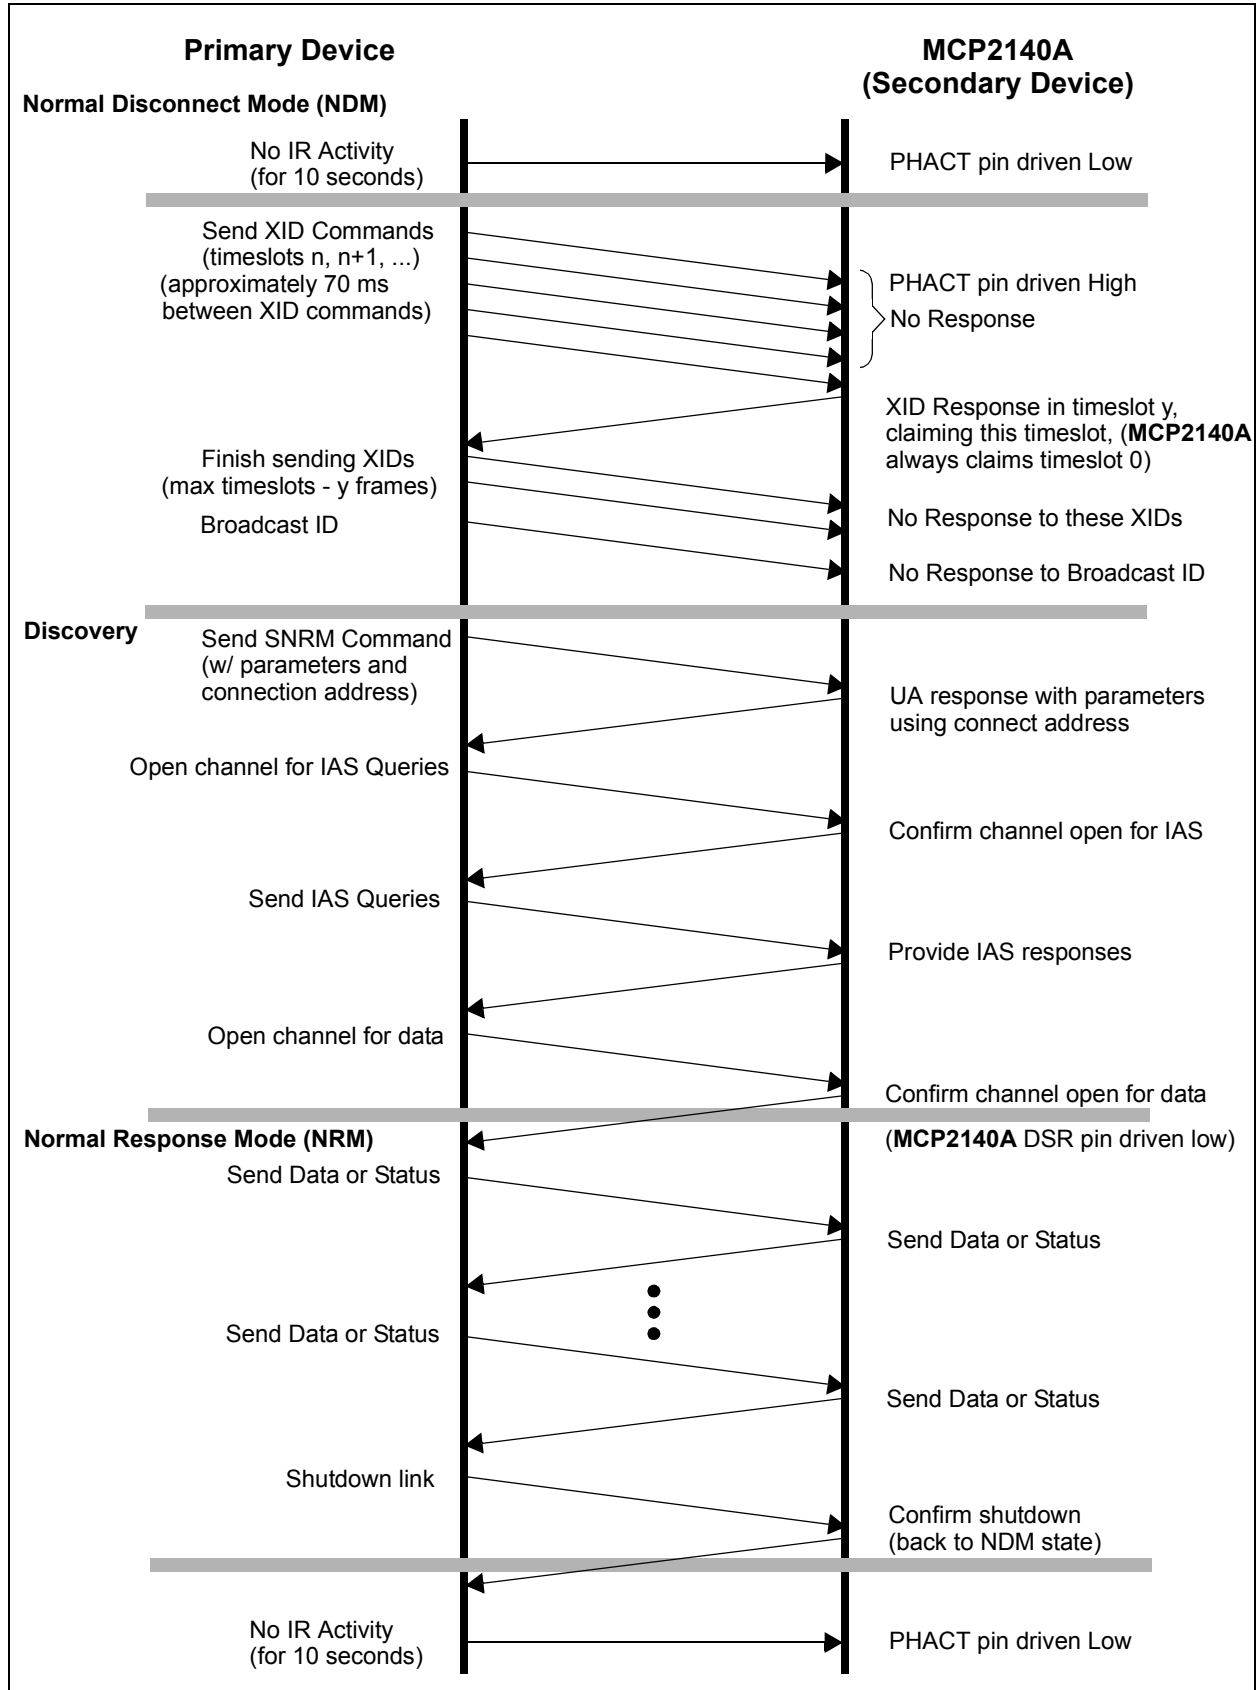 Primary Device
MCP2140A
(Secondary Device)
Normal Disconnect Mode (NDM)
No IR Activity
(for 10 seconds)
PHACT pin driven Low
Send XID Commands
(timeslots n, n+1, ...)
(approximately 70 ms
between XID commands)
PHACT pin driven High
No Response
XID Response in timeslot y,
claiming this timeslot, (MCP2140A
always claims timeslot 0)
Finish sending XIDs
(max timeslots - y frames)
Broadcast ID
No Response to these XIDs
No Response to Broadcast ID
Discovery
Send SNRM Command
(w/ parameters and
connection address)
UA response with parameters
using connect address
Open channel for IAS Queries
Confirm channel open for IAS
Send IAS Queries
Provide IAS responses
Open channel for data
Confirm channel open for data
Normal Response Mode (NRM)
(MCP2140A DSR pin driven low)
Send Data or Status
Send Data or Status
Send Data or Status
Send Data or Status
Shutdown link
Confirm shutdown
(back to NDM state)
No IR Activity
(for 10 seconds)
PHACT pin driven Low